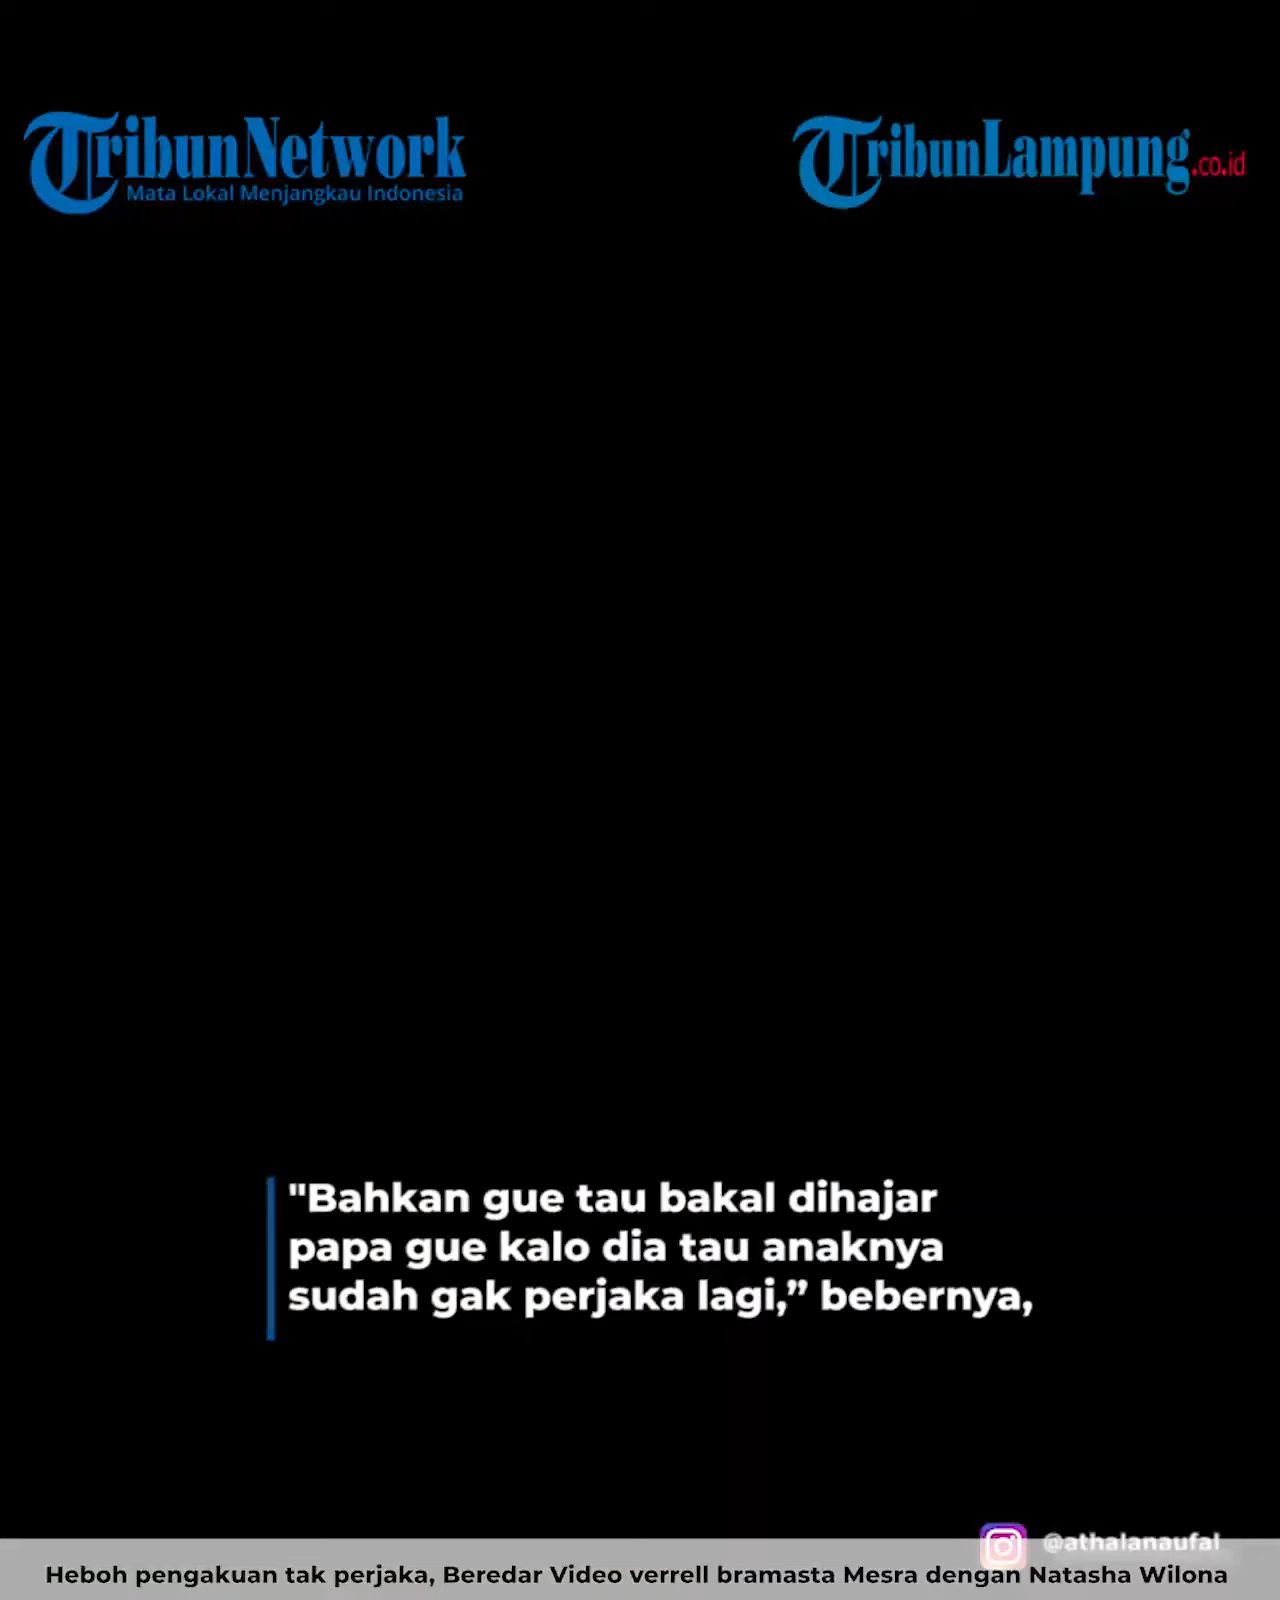 TribunNetwork
Mata Lokal Menjangkau Indonesia
TribunLampung.co.id
"Bahkan gue tau bakal dihajar
papa gue kalo dia tau anaknya
sudah gak perjaka lagi,” bebernya,
@athalanaufal
Heboh pengakuan tak perjaka, Beredar Video verrell bramasta Mesra dengan Natasha Wilona